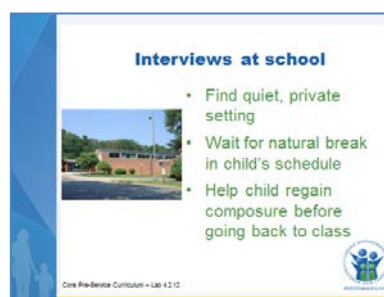 Interviews at school
• Find quiet, private
setting
• Wait for natural break
in child's schedule
• Help child regain
composure before
going back to class
Core Pre-Service Curriculum – Lab 4.2.12